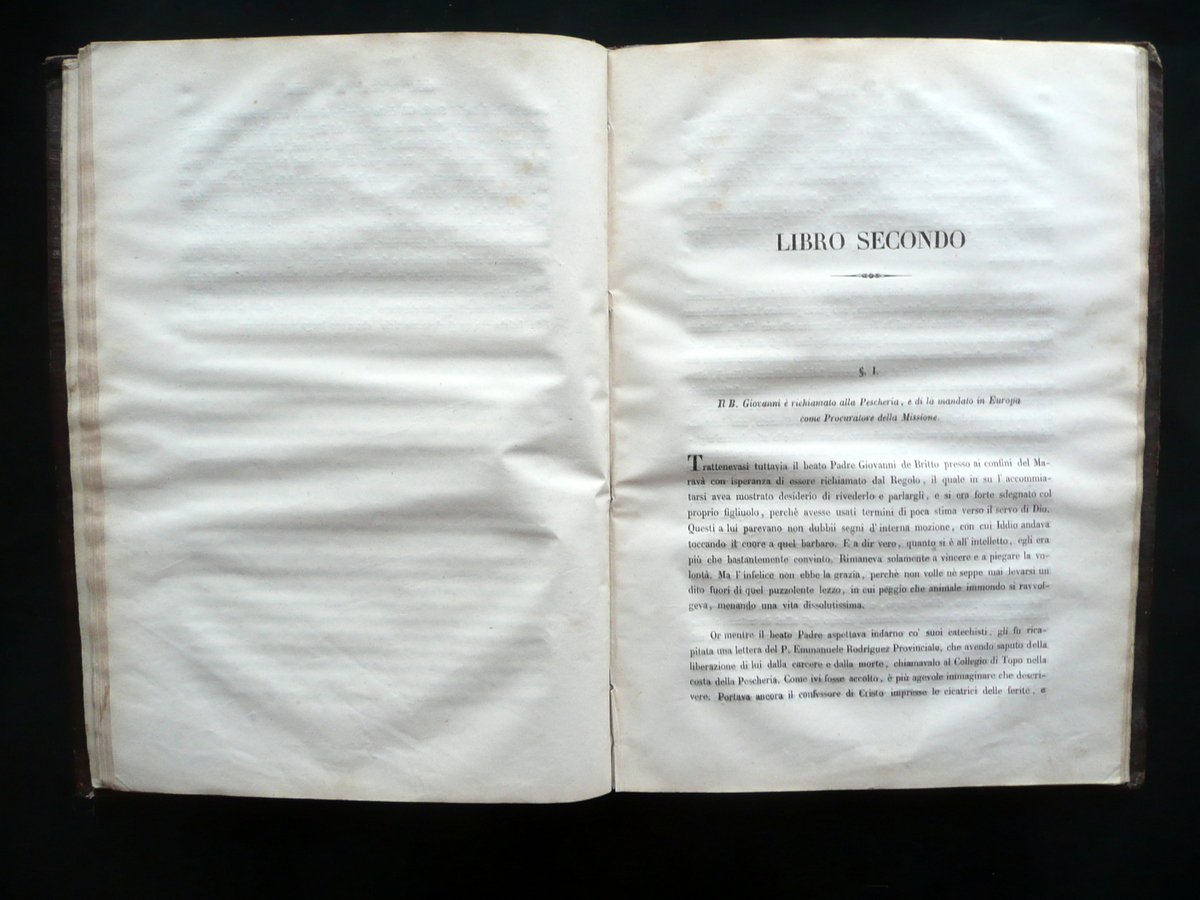 LIBRO SECONDO
§. I.
Il B. Giovanni è richiamato alla Pescheria, e di là mandato in Europa
come Procuratore della Missione.
Trattenevasi tuttavia il beato Padre Giovanni de Britto presso ai confini del Ma-
ravà con isperanza di essere richiamato dal Regolo, il quale in su l'accommia-
tarsi avea mostrato desiderio di rivederlo e parlargli, e si era forte sdegnato col
proprio figliuolo, perchè avesse usati termini di poca stima verso il servo di Dio.
Questi a lui parevano non dubbii segni d'interna mozione, con cui Iddio andava
toccando il cuore a quel barbaro. E a dir vero, quanto si è all'intelletto, egli era
più che bastantemente convinto. Rimaneva solamente a vincere e a piegare la vo-
lontà. Ma l'infelice non ebbe la grazia, perchè non volle nè seppe mai levarsi un
dito fuori di quel puzzolente lezzo, in cui peggio che animale immondo si ravvol-
geva, menando una vita dissolutissima.
Or mentre il beato Padre aspettava indarno co' suoi catechisti, gli fu rica-
pitata una lettera del P. Emmanuele Rodriguez Provinciale, che avendo saputo della
liberazione di lui dalla carcere e dalla morte, chiamavalo al Collegio di Topo nella
costa della Pescheria. Come ivi fosse accolto, è più agevole immaginare che descri-
vere. Portava ancora il confessore di Cristo impresse le cicatrici delle ferite, e